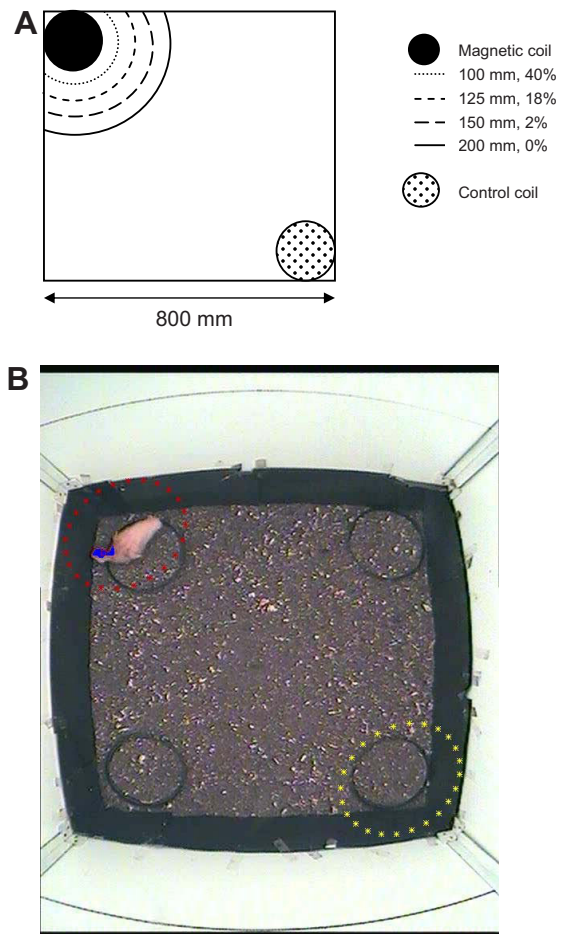 A
Magnetic coil
100 mm, 40%
125 mm, 18%
150 mm, 2%
200 mm, 0%
Control coil
800 mm
B